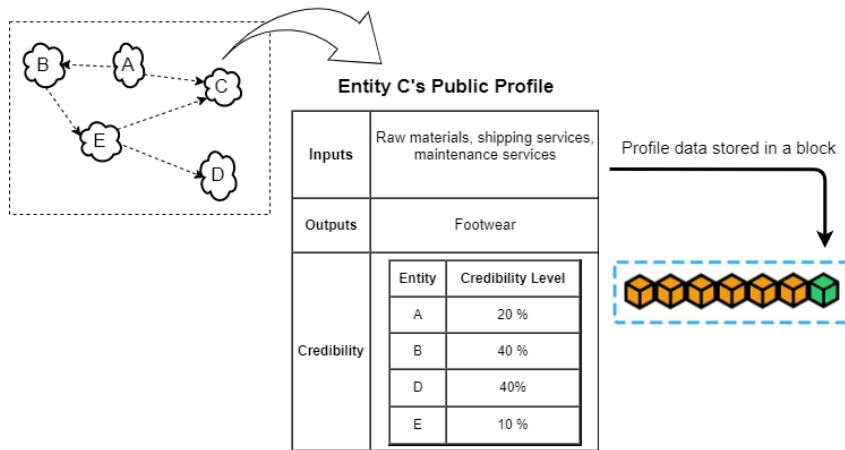 B
A
C
E
D
Entity C's Public Profile
Inputs
Raw materials, shipping services,
maintenance services
Outputs
Footwear
Credibility
Entity Credibility Level
A 20 %
B 40 %
D 40%
E 10 %
Profile data stored in a block